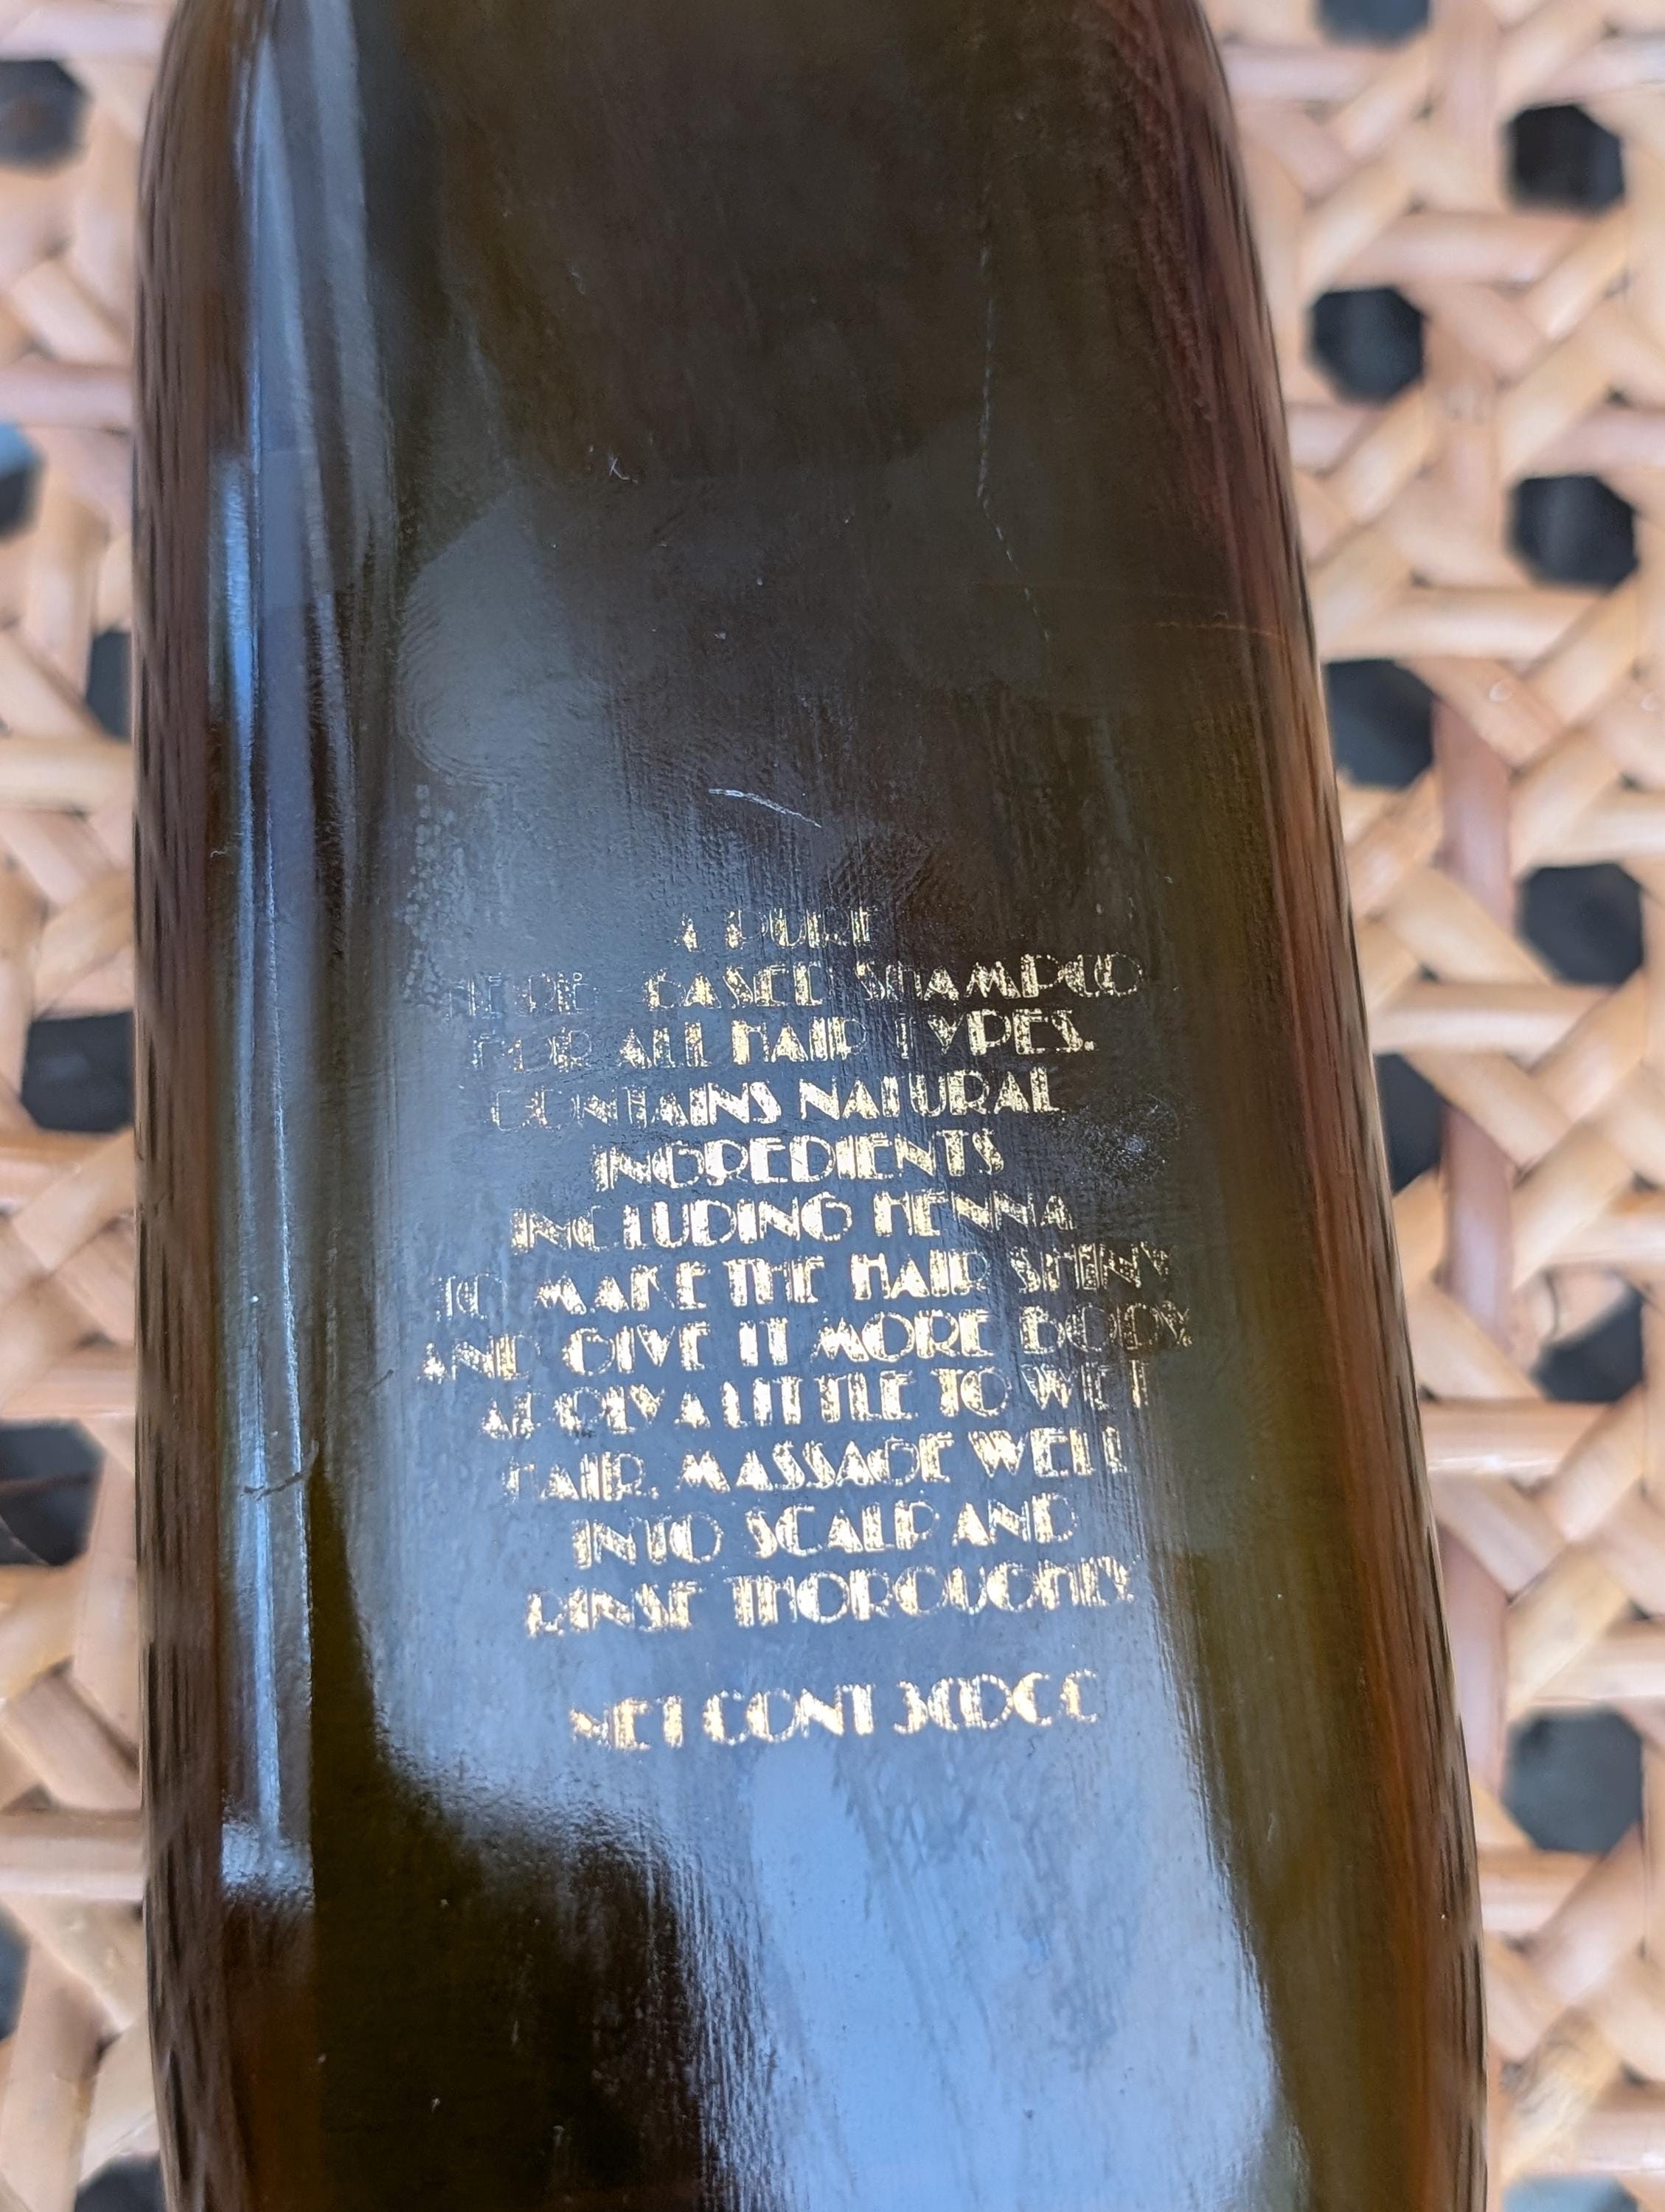 A PURE
HERB BASED SHAMPOO
FOR ALL HAIR TYPES.
CONTAINS NATURAL
INGREDIENTS
INCLUDING HENNA
TO MAKE THE HAIR SHINY
AND GIVE IT MORE BODY.
APPLY A LITTLE TO WET
HAIR. MASSAGE WELL
INTO SCALP AND
RINSE THOROUGHLY.
NET CONT 300CC